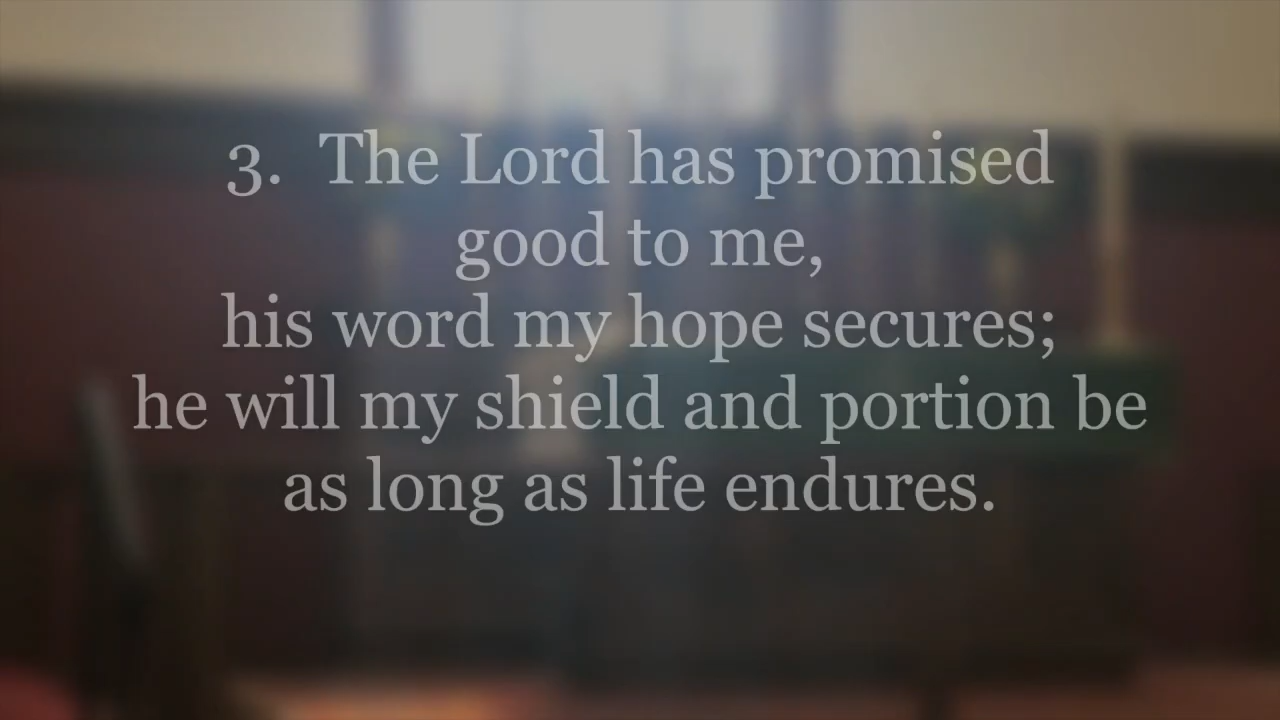 3. The Lord has promised
good to me,
his word my hope secures;
he will my shield and portion be
as long as life endures.